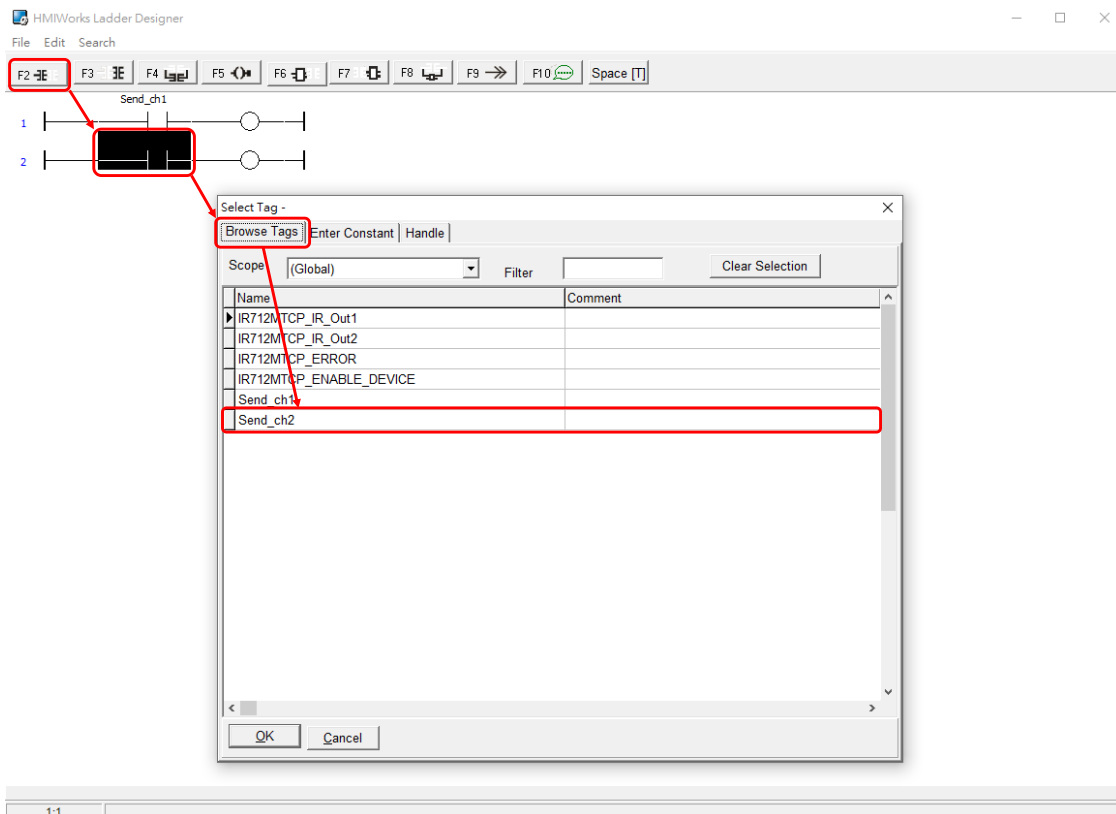 HMIWorks Ladder Designer
File Edit Search
F2 F3 F4 F5 F6 F7 F8 F9 F10 Space [T]
Send_ch1
1
2
Select Tag -
Browse Tags Enter Constant Handle
Scope (Global) Filter Clear Selection
Name Comment
IR712MTCP_IR_Out1
IR712MTCP_IR_Out2
IR712MTCP_ERROR
IR712MTCP_ENABLE_DEVICE
Send_ch1
Send_ch2
OK Cancel
1:1